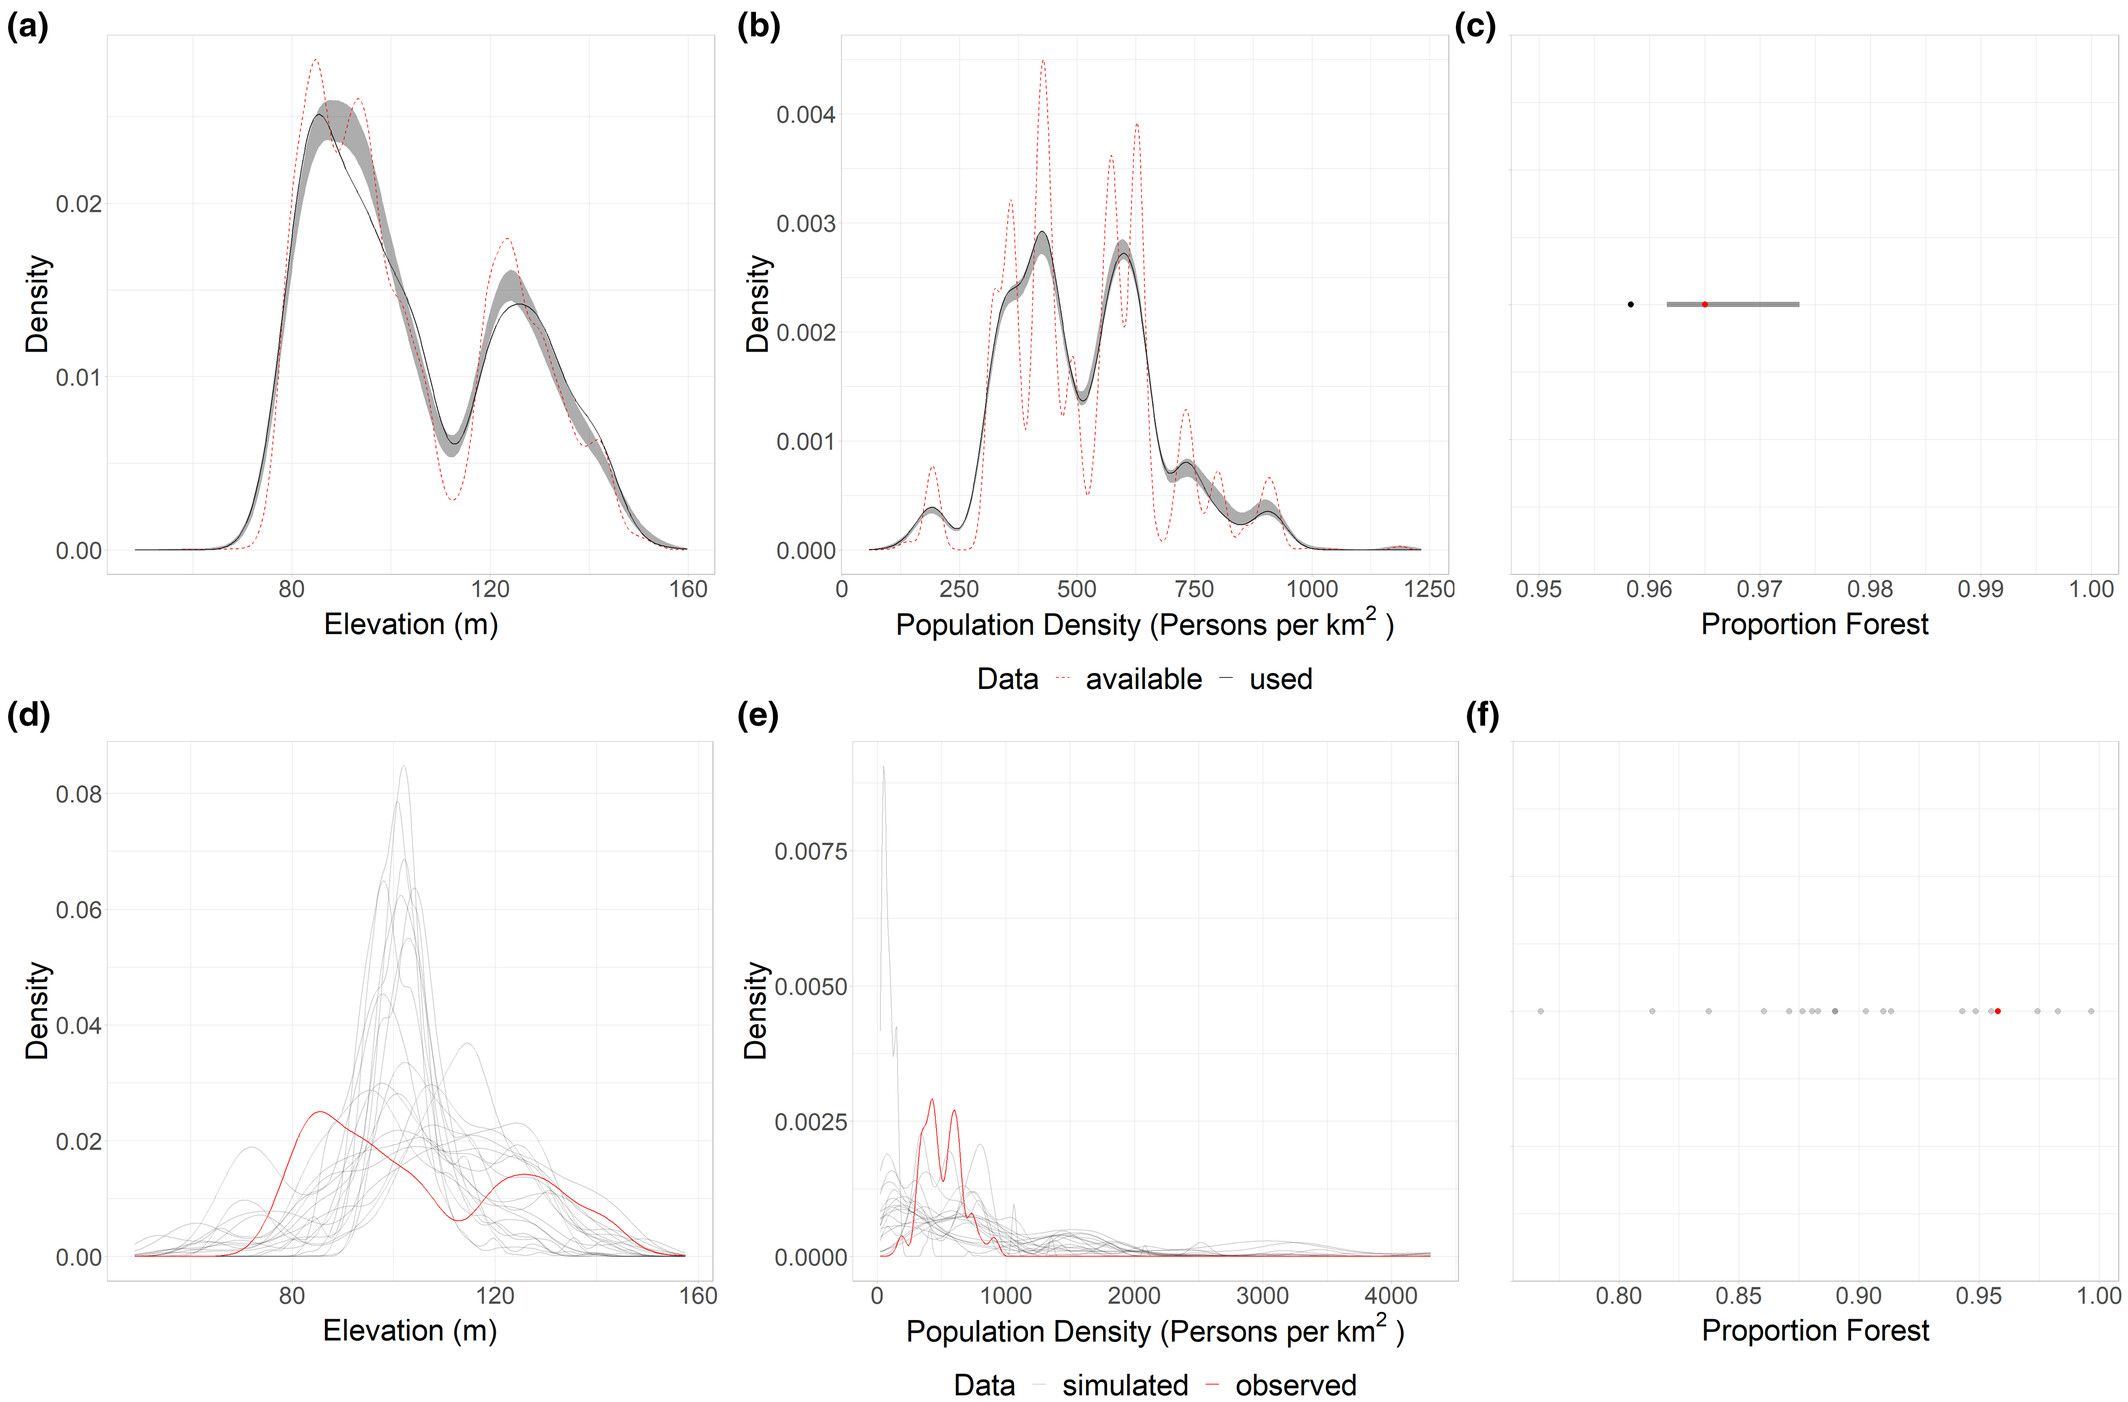 (a)
(b)
(c)
Density
0.02
0.01
0.00
80
120
160
Elevation (m)
Density
0.004
0.003
0.002
0.001
0.000
0
250
500
750
1000
1250
Population Density (Persons per km2 )
0.95
0.96
0.97
0.98
0.99
1.00
Proportion Forest
Data available used
(d)
(e)
(f)
Density
0.08
0.06
0.04
0.02
0.00
80
120
160
Elevation (m)
Density
0.0075
0.0050
0.0025
0.0000
0
1000
2000
3000
4000
Population Density (Persons per km2 )
0.80
0.85
0.90
0.95
1.00
Proportion Forest
Data simulated observed